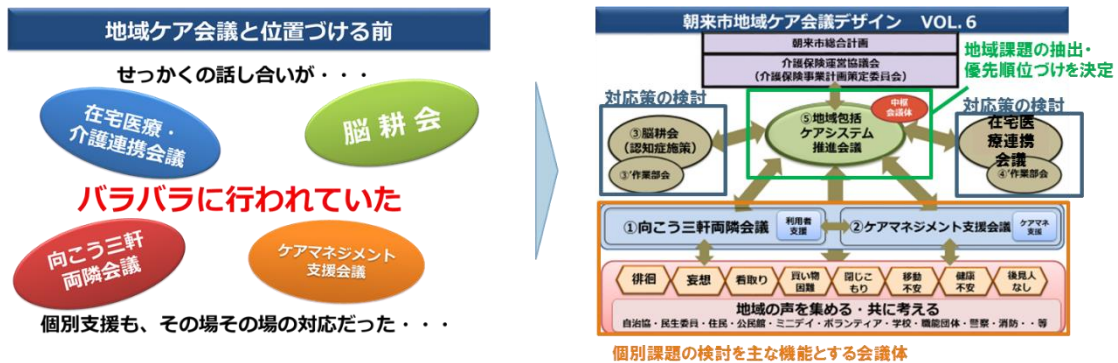 地域ケア会議と位置づける前
せっかくの話し合いが・・・
在宅医療・
介護連携会議
脳耕会
バラバラに行われていた
向こう三軒
両隣会議
ケアマネジメント
支援会議
個別支援も、その場その場の対応だった・・・
朝来市地域ケア会議デザイン VOL.6
朝来市総合計画
介護保険運営協議会
（介護保険事業計画策定委員会）
地域課題の抽出・
優先順位づけを決定
対応策の検討
③脳耕会
（認知症施策）
③'作業部会
中枢
会議体
⑤地域包括
ケアシステム
推進会議
対応策の検討
在宅医
療連携
会議
④'作業部会
①向こう三軒両隣会議
利用者
支援
②ケアマネジメント支援会議
ケアマネ
支援
徘徊
妄想
看取り
買い物
困難
閉じこ
もり
移動
不安
健康
不安
後見人
なし
地域の声を集める・共に考える
自治協・民生委員・住民・公民館・ミニデイ・ボランティア・学校・職能団体・警察・消防・・等
個別課題の検討を主な機能とする会議体